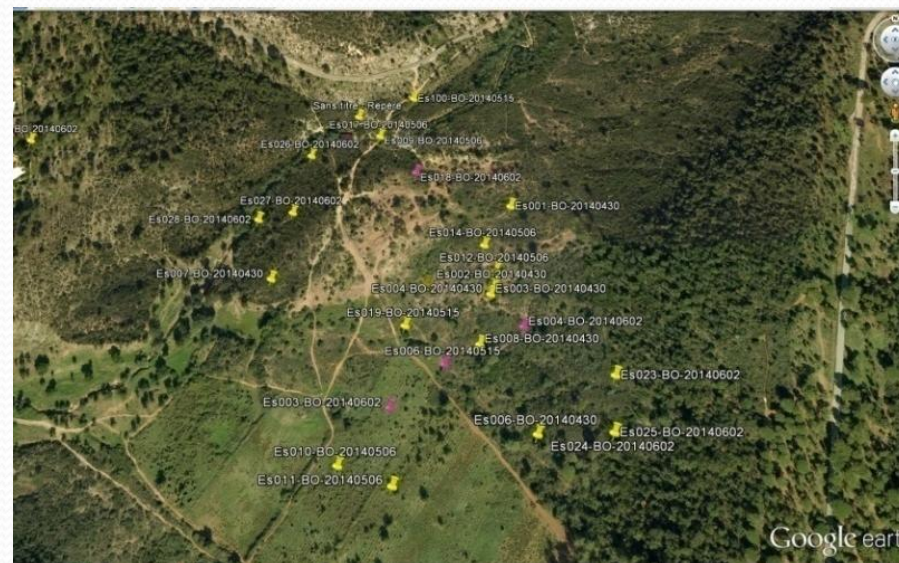 Es100-BO-20140515
Sans titre - Repère
Es017-BO-20140506
BO-20140602
Es009-BO-20140506
Es026-BO-20140602
Es018-BO-20140602
Es027-BO-20140602
Es001-BO-20140430
Es028-BO-20140602
Es014-BO-20140506
Es012-BO-20140506
Es007-BO-20140430
Es002-BO-20140430
Es004-BO-20140430
Es003-BO-20140430
Es019-BO-20140515
Es004-BO-20140602
Es008-BO-20140430
Es006-BO-20140515
Es023-BO-20140602
Es003-BO-20140602
Es006-BO-20140430
Es025-BO-20140602
Es024-BO-20140602
Es010-BO-20140506
Es011-BO-20140506
Google eart